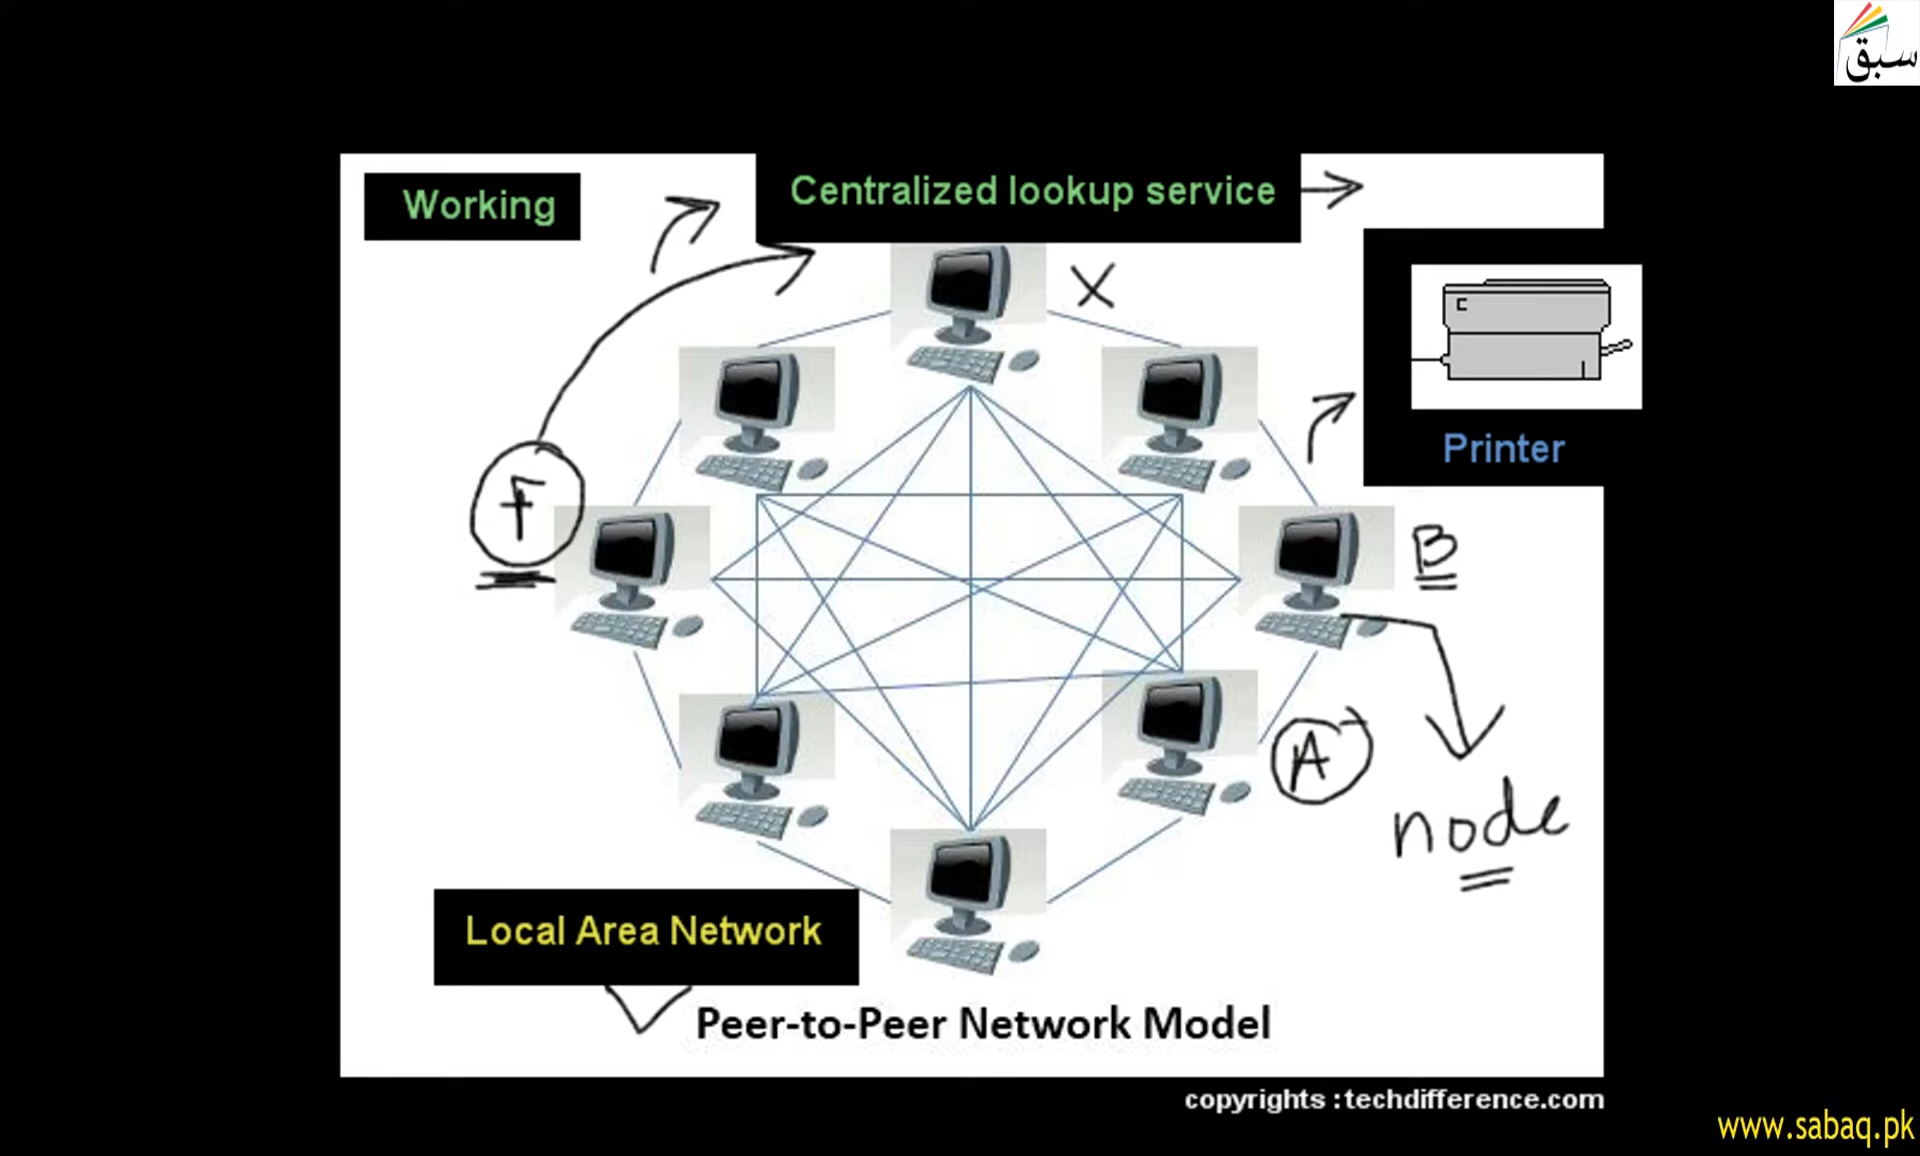 سبق
Working
Centralized lookup service
X
C
Printer
F
B
A
node
Local Area Network
Peer-to-Peer Network Model
copyrights : techdifference.com
www.sabaq.pk